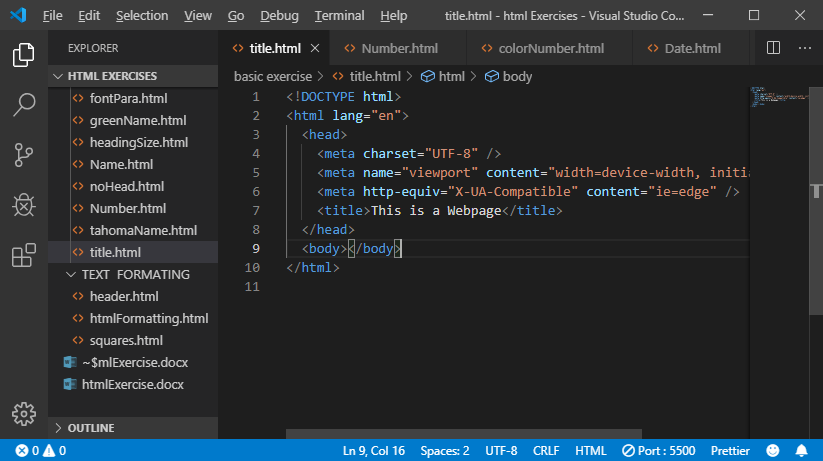 File Edit Selection View Go Debug Terminal Help title.html - html Exercises - Visual Studio Co...
EXPLORER
HTML EXERCISES
fontPara.html
greenName.html
headingSize.html
Name.html
noHead.html
Number.html
tahomaName.html
title.html
TEXT FORMATING
header.html
htmlFormatting.html
squares.html
~$mlExercise.docx
htmlExercise.docx
OUTLINE
title.html Number.html colorNumber.html Date.html
basic exercise > title.html > html > body
1 <!DOCTYPE html>
2 <html lang="en">
3 <head>
4 <meta charset="UTF-8" />
5 <meta name="viewport" content="width=device-width, initia
6 <meta http-equiv="X-UA-Compatible" content="ie=edge" />
7 <title>This is a Webpage</title>
8 </head>
9 <body></body>
10 </html>
11
0 0 Ln 9, Col 16 Spaces: 2 UTF-8 CRLF HTML Port : 5500 Prettier